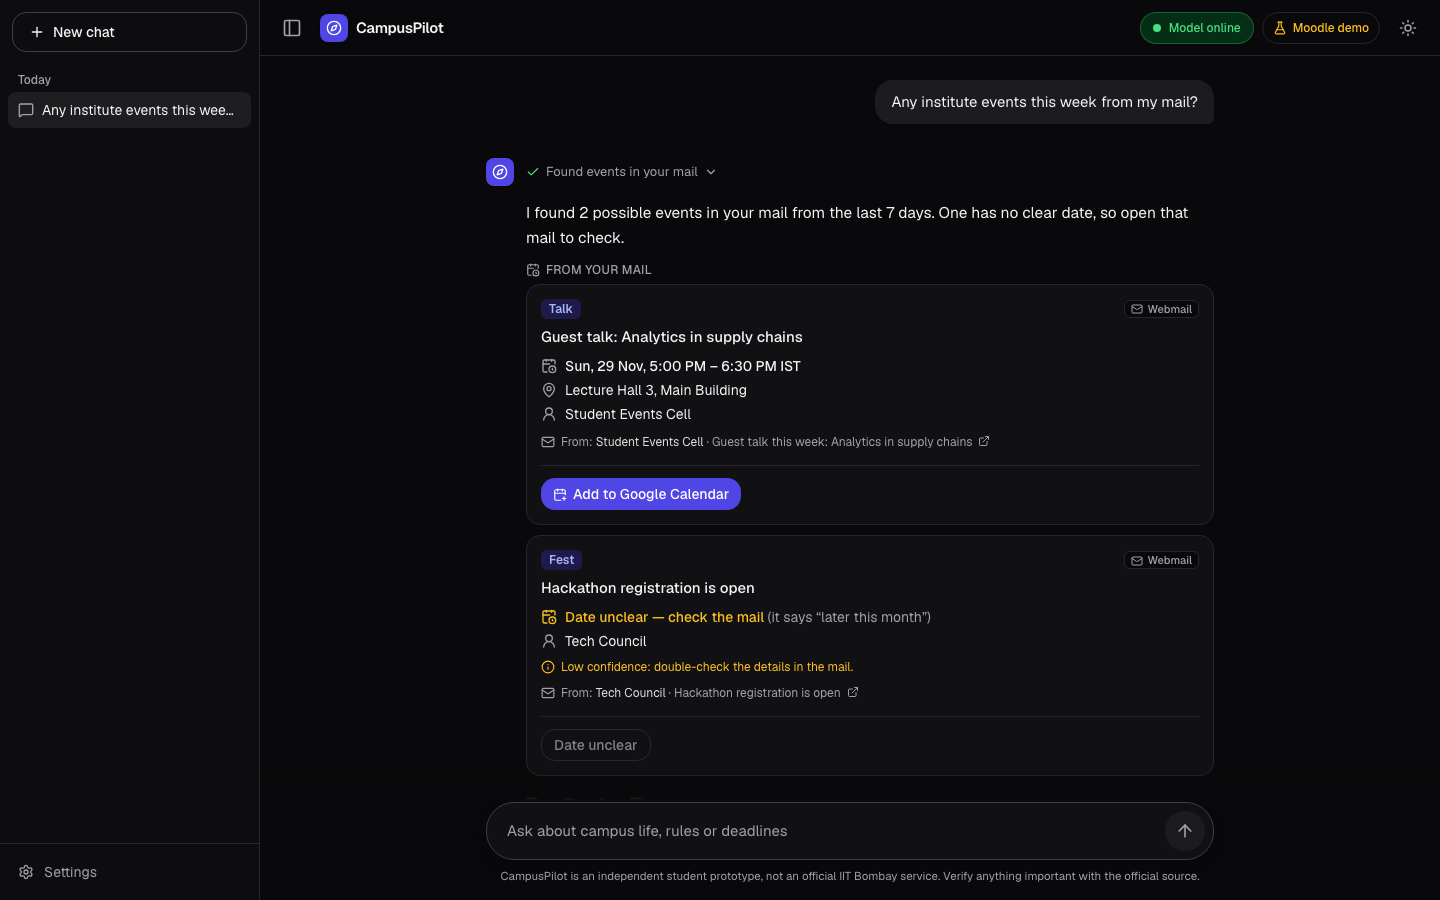 New chat
Today
Any institute events this wee...
Settings
CampusPilot
Model online
Moodle demo
Any institute events this week from my mail?
Found events in your mail
I found 2 possible events in your mail from the last 7 days. One has no clear date, so open that
mail to check.
FROM YOUR MAIL
Talk
Webmail
Guest talk: Analytics in supply chains
Sun, 29 Nov, 5:00 PM – 6:30 PM IST
Lecture Hall 3, Main Building
Student Events Cell
From: Student Events Cell · Guest talk this week: Analytics in supply chains
Add to Google Calendar
Fest
Webmail
Hackathon registration is open
Date unclear — check the mail (it says “later this month”)
Tech Council
Low confidence: double-check the details in the mail.
From: Tech Council · Hackathon registration is open
Date unclear
Ask about campus life, rules or deadlines
CampusPilot is an independent student prototype, not an official IIT Bombay service. Verify anything important with the official source.